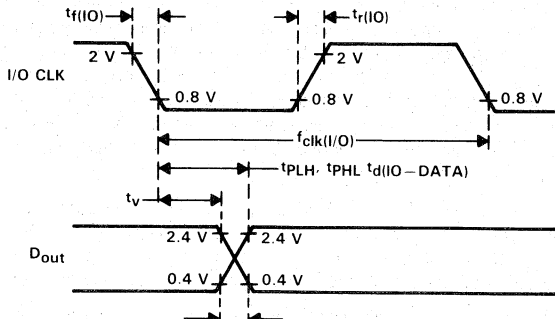 tf(IO)
tr(IO)
2 V
2 V
I/O CLK
0.8 V
0.8 V
0.8 V
fclk(I/O)
tPLH, tPHL td(IO–DATA)
tv
2.4 V
2.4 V
Dout
0.4 V
0.4 V